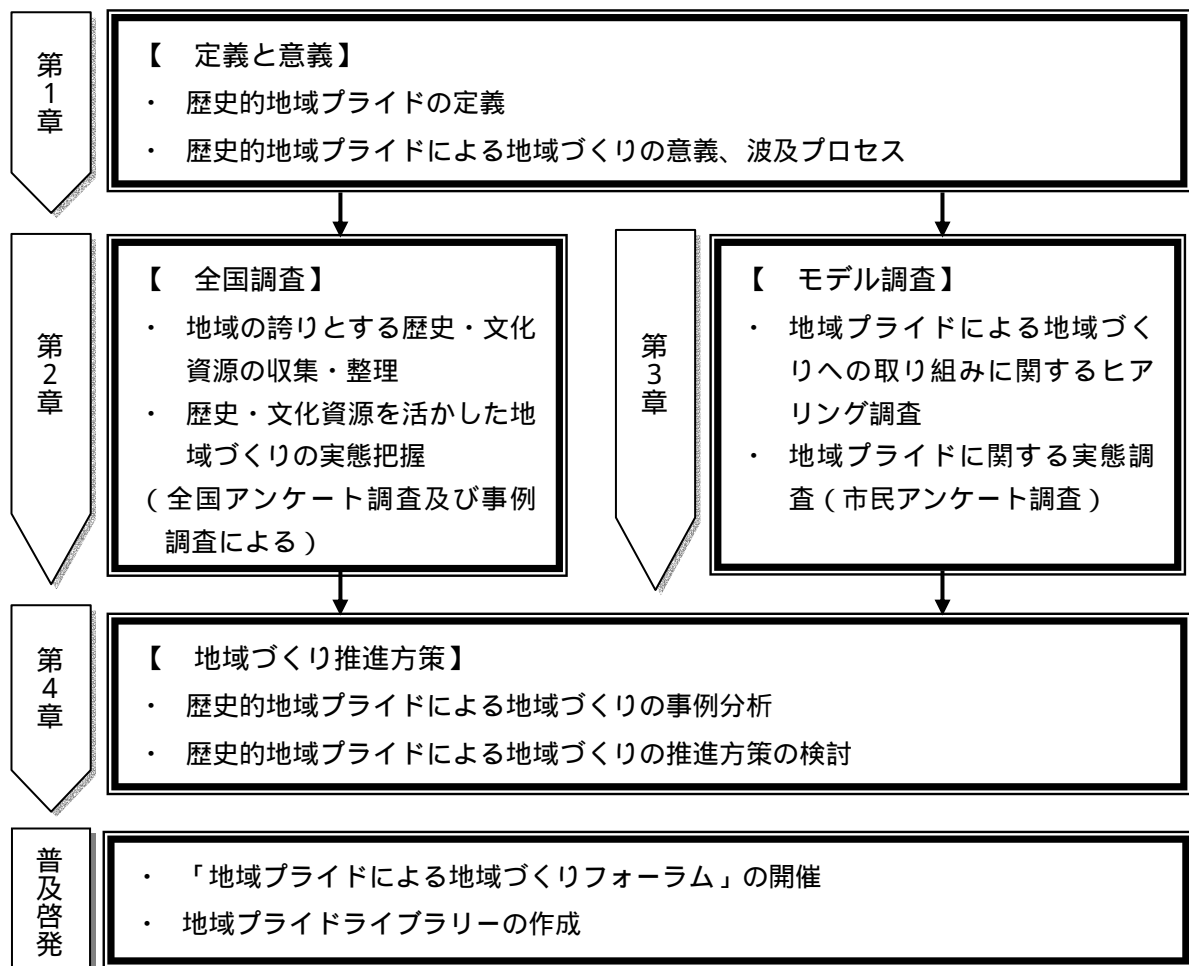 第1章
【　定義と意義】
・　歴史的地域プライドの定義
・　歴史的地域プライドによる地域づくりの意義、波及プロセス
第2章
【　全国調査】
・　地域の誇りとする歴史・文化
資源の収集・整理
・　歴史・文化資源を活かした地
域づくりの実態把握
（全国アンケート調査及び事例
調査による）
第3章
【　モデル調査】
・　地域プライドによる地域づく
りへの取り組みに関するヒア
リング調査
・　地域プライドに関する実態調
査（市民アンケート調査）
第4章
【　地域づくり推進方策】
・　歴史的地域プライドによる地域づくりの事例分析
・　歴史的地域プライドによる地域づくりの推進方策の検討
普及啓発
・　「地域プライドによる地域づくりフォーラム」の開催
・　地域プライドライブラリーの作成